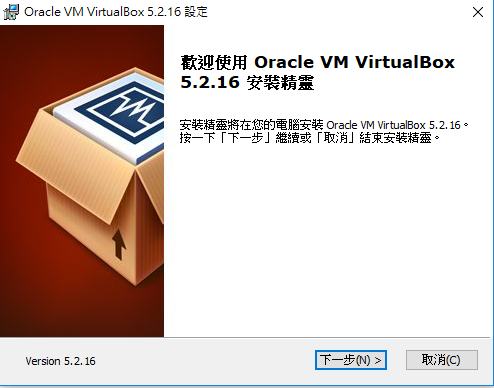 Oracle VM VirtualBox 5.2.16 設定
歡迎使用 Oracle VM VirtualBox
5.2.16 安裝精靈
安裝精靈將在您的電腦安裝 Oracle VM VirtualBox 5.2.16。
按一下「下一步」繼續或「取消」結束安裝精靈。
Version 5.2.16
下一步(N) >
取消(C)